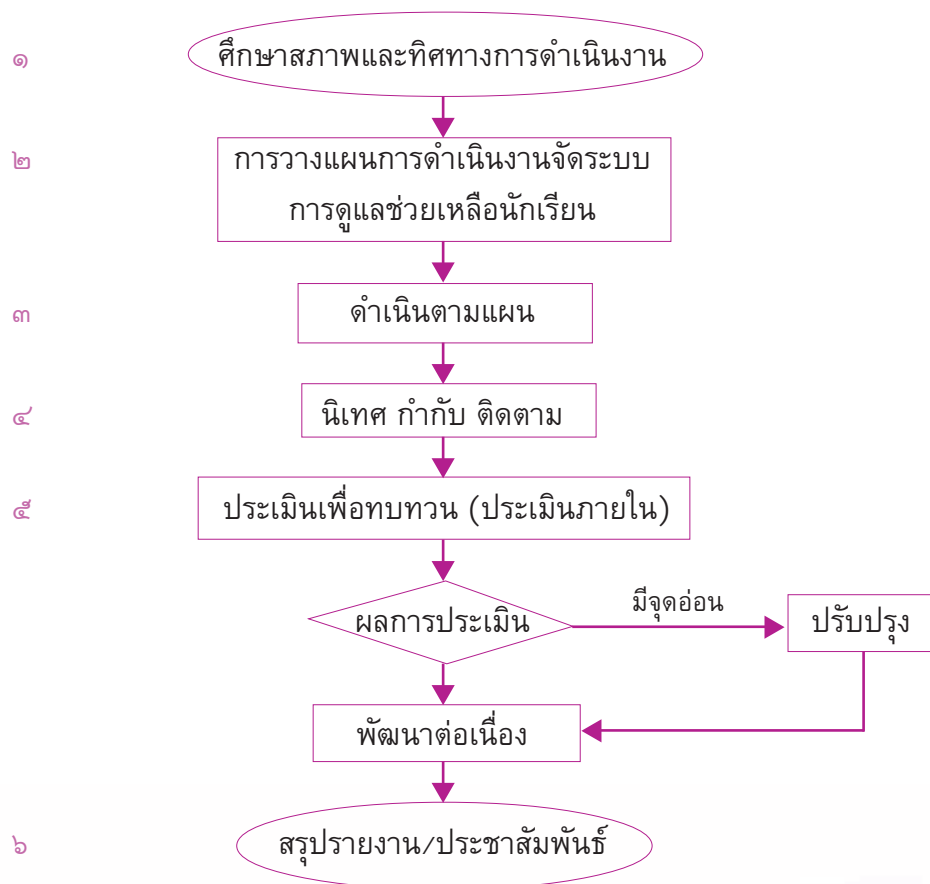 ๑ ศึกษาสภาพและทิศทางการดำเนินงาน
๒ การวางแผนการดำเนินงานจัดระบบ
การดูแลช่วยเหลือนักเรียน
๓ ดำเนินตามแผน
๔ นิเทศ กำกับ ติดตาม
๕ ประเมินเพื่อทบทวน (ประเมินภายใน)
ผลการประเมิน
มีจุดอ่อน
ปรับปรุง
พัฒนาต่อเนื่อง
๖ สรุปรายงาน/ประชาสัมพันธ์